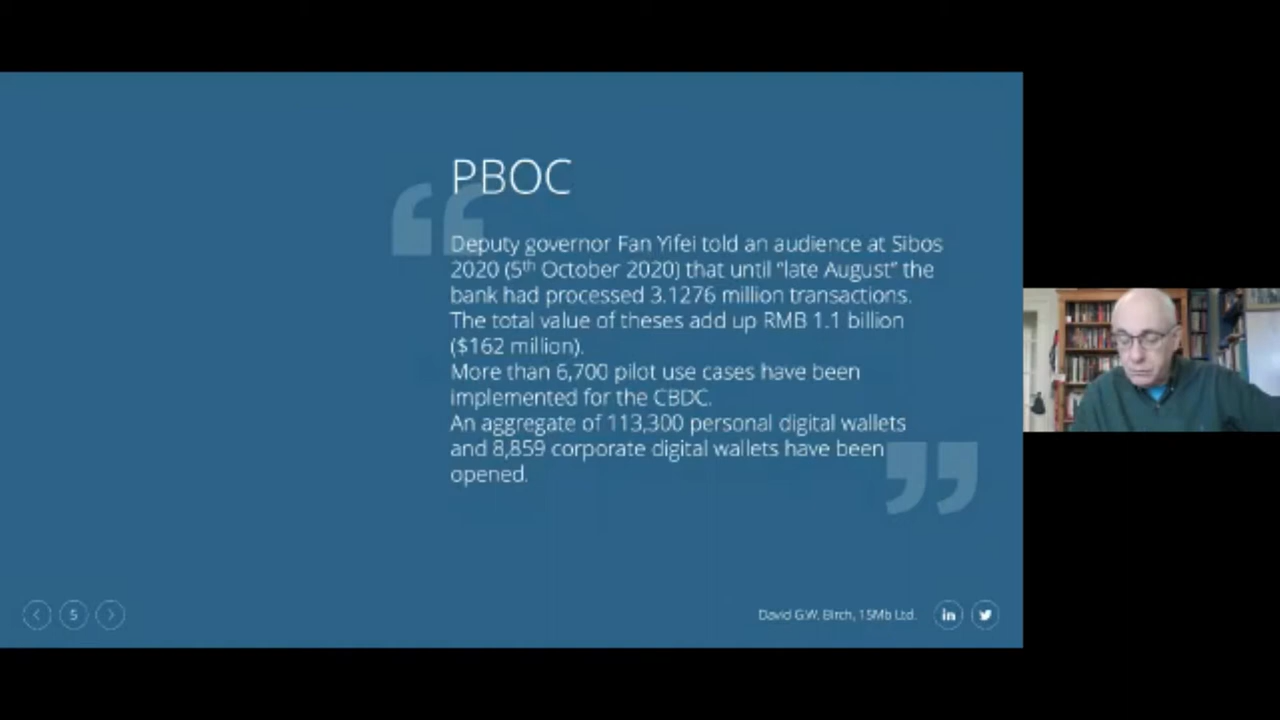 PBOC
Deputy governor Fan Yifei told an audience at Sibos
2020 (5th October 2020) that until "late August" the
bank had processed 3.1276 million transactions.
The total value of theses add up RMB 1.1 billion
($162 million).
More than 6,700 pilot use cases have been
implemented for the CBDC.
An aggregate of 113,300 personal digital wallets
and 8,859 corporate digital wallets have been
opened.
5
David G.W. Birch, 15Mb Ltd.
in